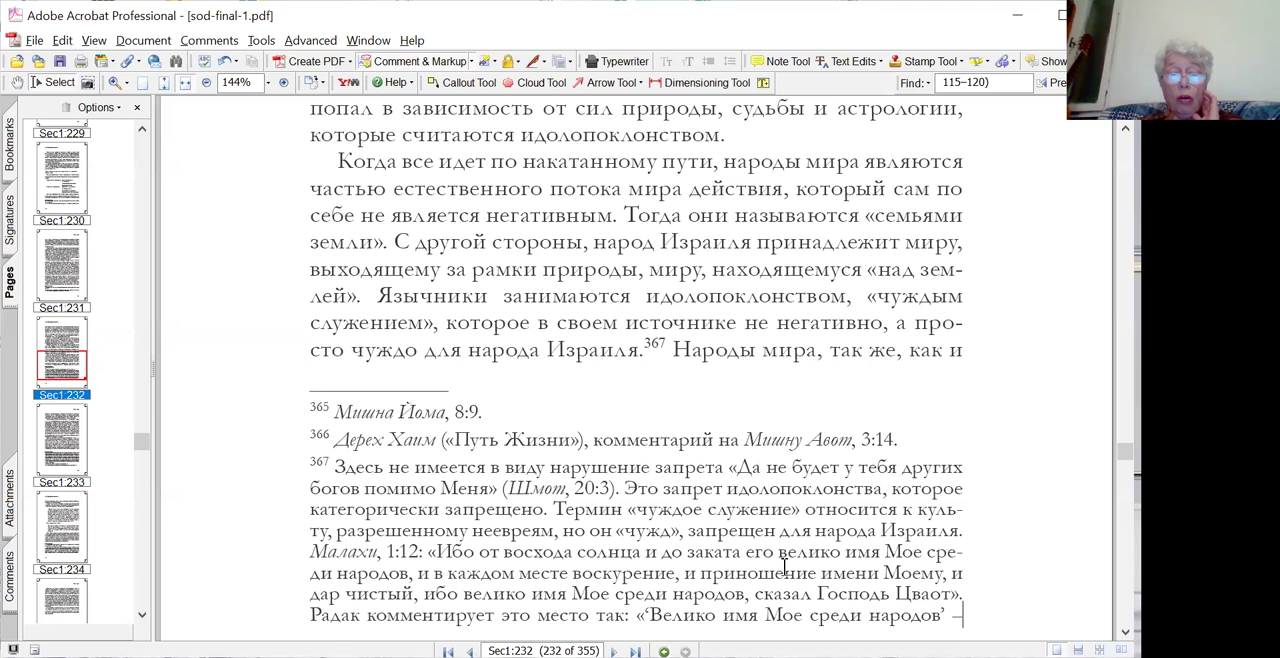 Adobe Acrobat Professional - [sod-final-1.pdf]
File Edit View Document Comments Tools Advanced Window Help
Create PDF Comment & Markup Typewriter Note Tool Text Edits Stamp Tool Show
Select 144% Help Callout Cloud Tool Arrow Tool Dimensioning Tool Find: 115–120) Pre
Options
Bookmarks
Signatures
Pages
Attachments
Comments
Sec1:229
Sec1:230
Sec1:231
Sec1:232
Sec1:233
Sec1:234
попал в зависимость от сил природы, судьбы и астрологии,
которые считаются идолопоклонством.
Когда все идет по накатанному пути, народы мира являются
частью естественного потока мира действия, который сам по
себе не является негативным. Тогда они называются «семьями
земли». С другой стороны, народ Израиля принадлежит миру,
выходящему за рамки природы, миру, находящемуся «над зем-
лей». Язычники занимаются идолопоклонством, «чуждым
служением», которое в своем источнике не негативно, а про-
сто чуждо для народа Израиля.367 Народы мира, так же, как и
365 Мишна Йома, 8:9.
366 Дерех Хаим («Путь Жизни»), комментарий на Мишну Авот, 3:14.
367 Здесь не имеется в виду нарушение запрета «Да не будет у тебя других
богов помимо Меня» (Шмот, 20:3). Это запрет идолопоклонства, которое
категорически запрещено. Термин «чуждое служение» относится к куль-
ту, разрешенному неевреям, но он «чужд», запрещен для народа Израиля.
Малахи, 1:12: «Ибо от восхода солнца и до заката его велико имя Мое сре-
ди народов, и в каждом месте воскурение, и приношение имени Моему, и
дар чистый, ибо велико имя Мое среди народов, сказал Господь Цваот».
Радак комментирует это место так: «‘Велико имя Мое среди народов’ –
Sec1:232 (232 of 355)